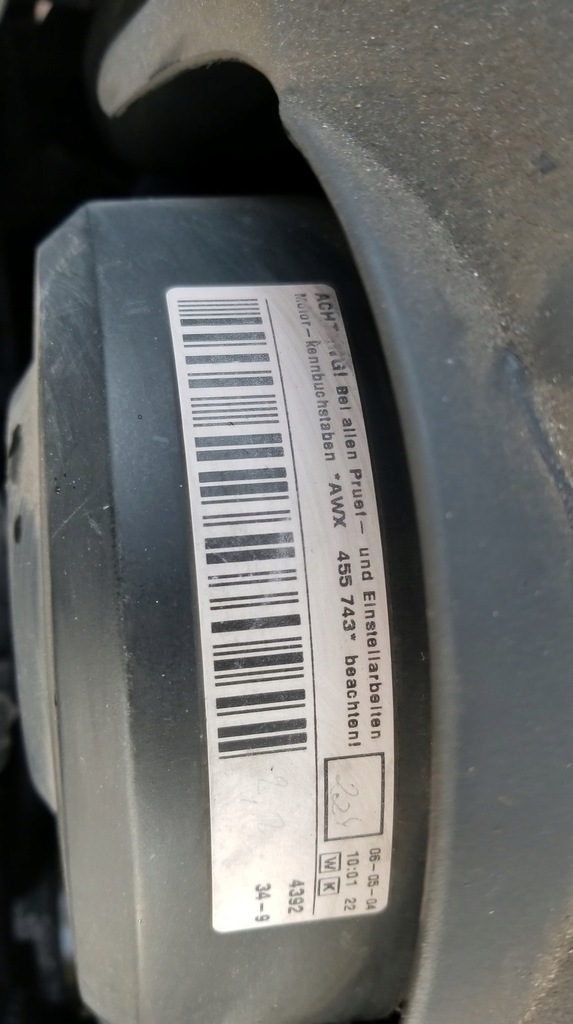 ACHTUNG! Bei allen Pruef- und Einstellarbeiten
Motor-kennbuchstaben *AWX 455 743* beachten!
06-05-04
10:01 22
W K
4392
34-9